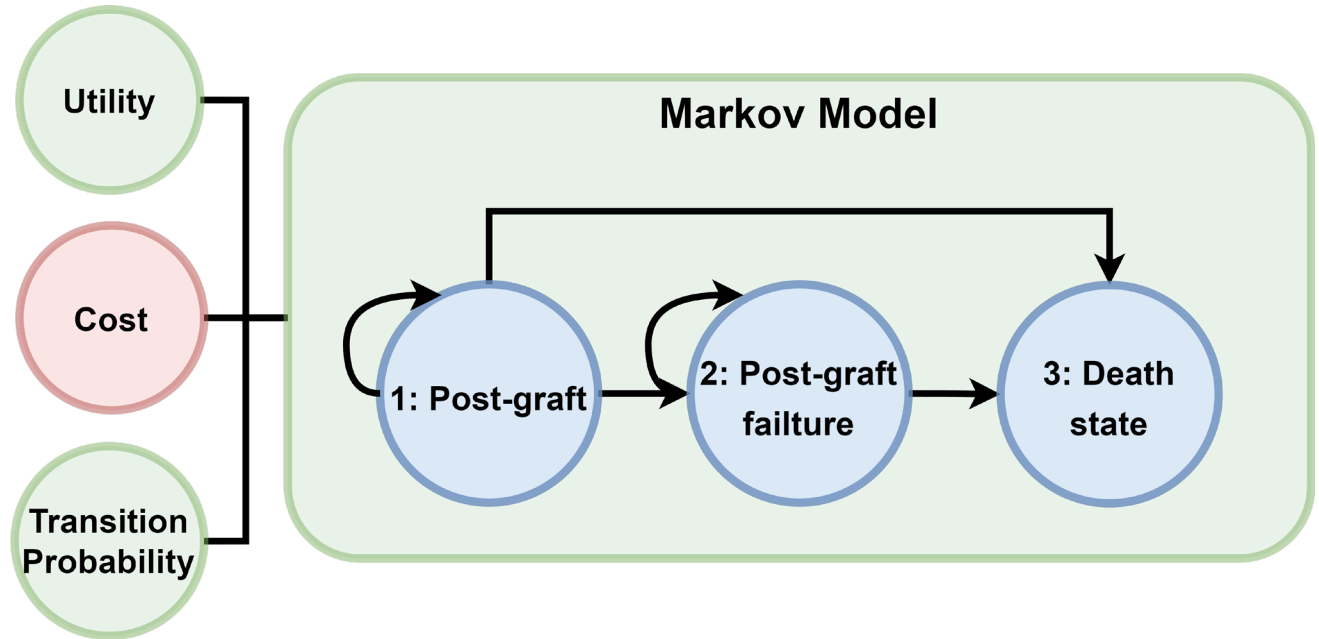 Utility
Cost
Transition
Probability
Markov Model
1: Post-graft
2: Post-graft
failture
3: Death
state